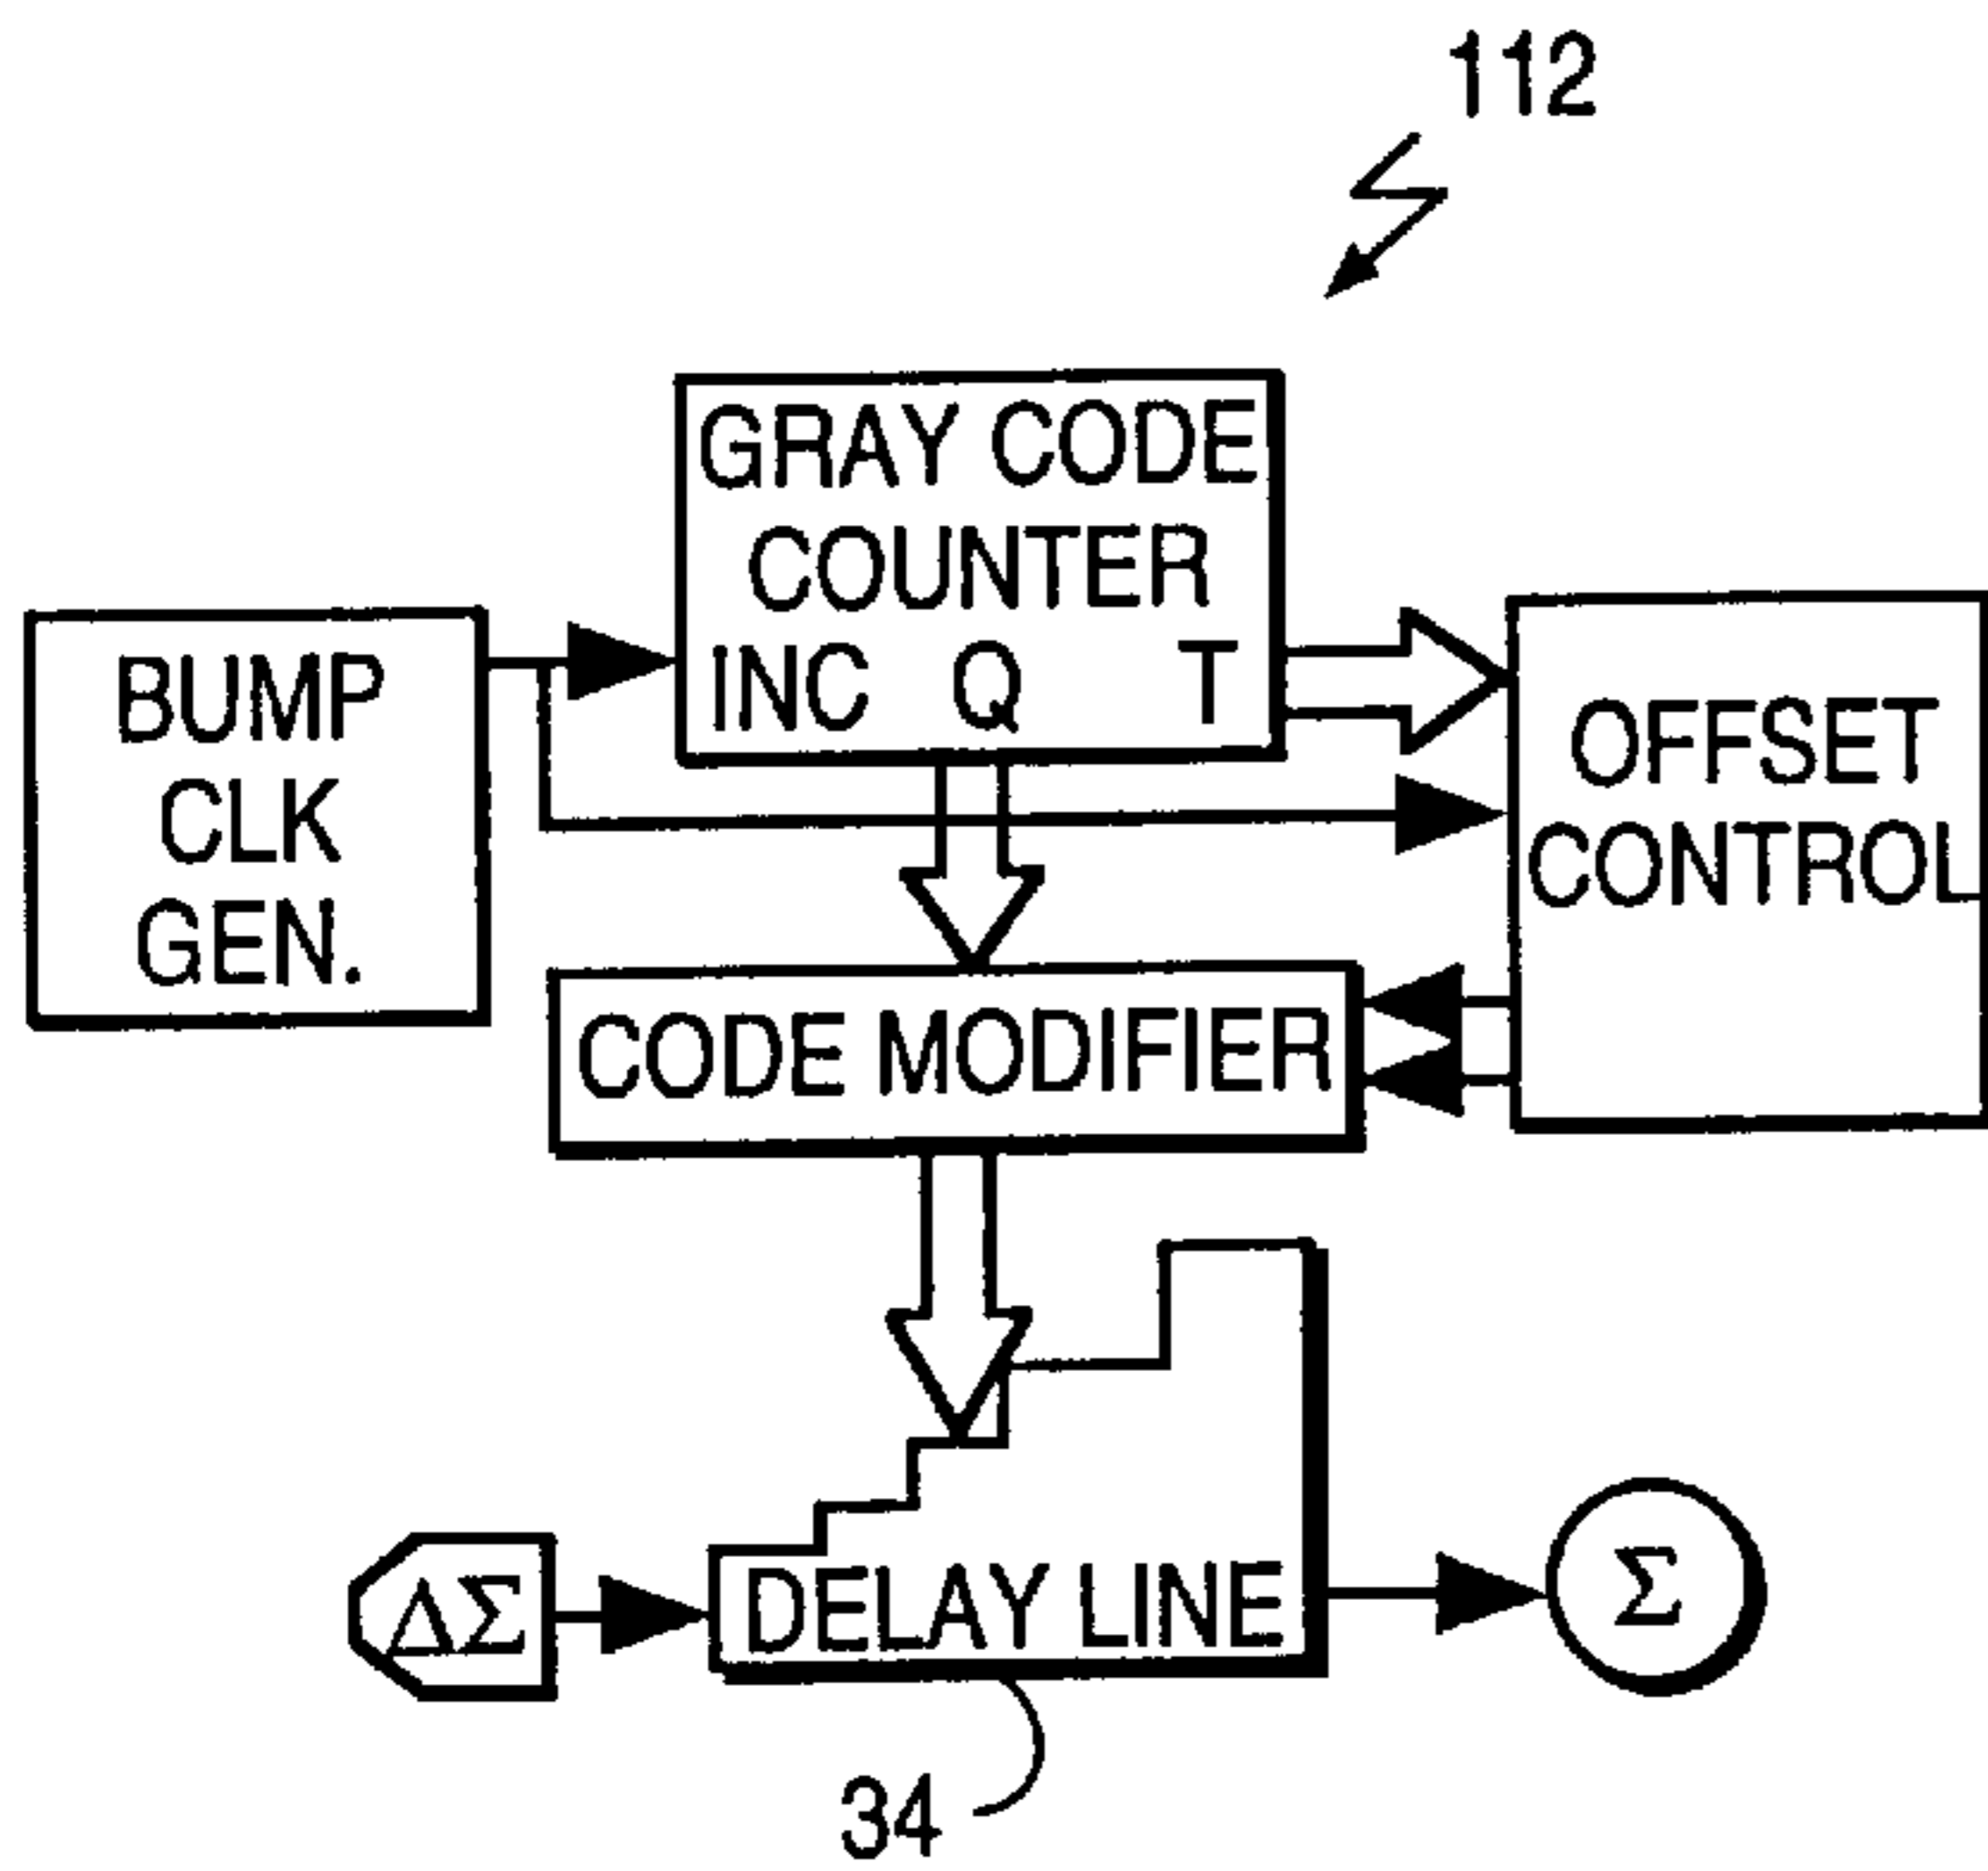 112
GRAY CODE
COUNTER
INC Q T
BUMP
CLK
GEN.
OFFSET
CONTROL
CODE MODIFIER
ΔΣ
DELAY LINE
Σ
34